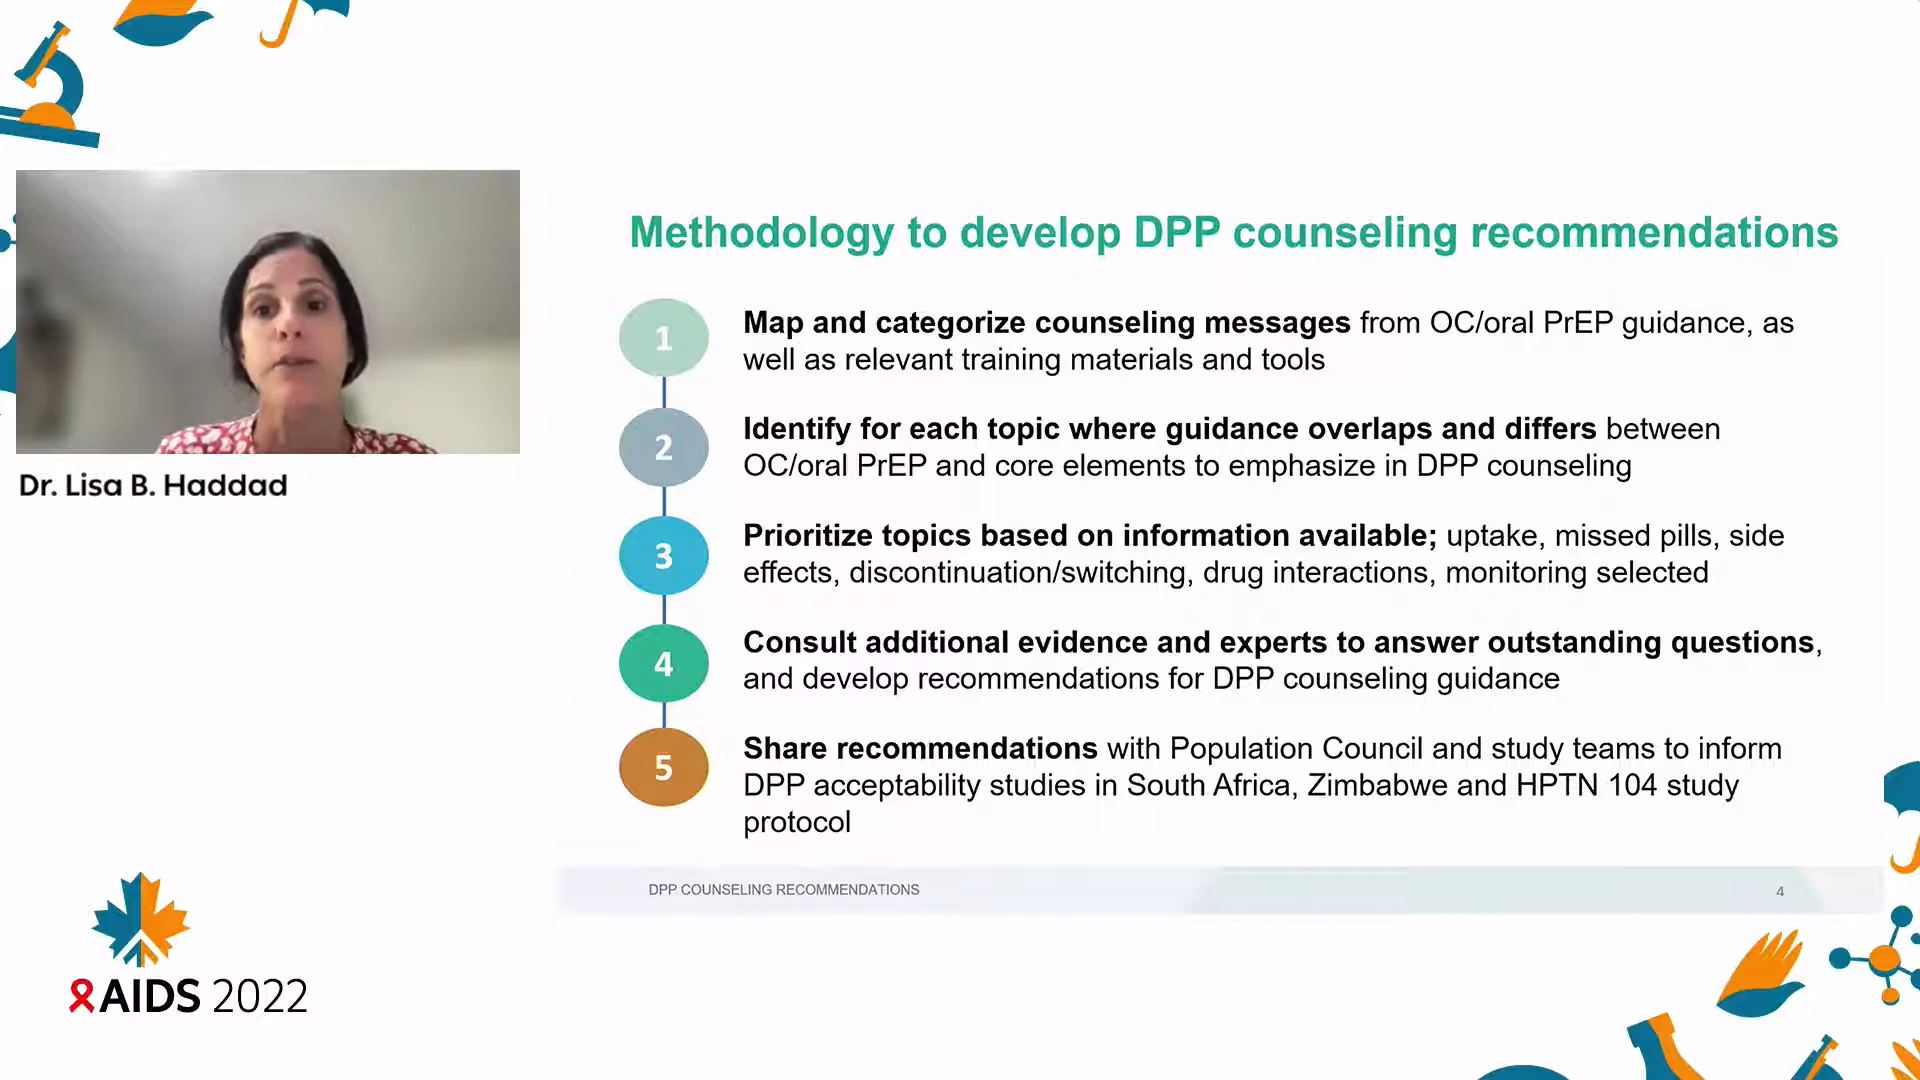 Dr. Lisa B. Haddad
Methodology to develop DPP counseling recommendations
1
Map and categorize counseling messages from OC/oral PrEP guidance, as
well as relevant training materials and tools
2
Identify for each topic where guidance overlaps and differs between
OC/oral PrEP and core elements to emphasize in DPP counseling
3
Prioritize topics based on information available; uptake, missed pills, side
effects, discontinuation/switching, drug interactions, monitoring selected
4
Consult additional evidence and experts to answer outstanding questions,
and develop recommendations for DPP counseling guidance
5
Share recommendations with Population Council and study teams to inform
DPP acceptability studies in South Africa, Zimbabwe and HPTN 104 study
protocol
DPP COUNSELING RECOMMENDATIONS
4
AIDS 2022